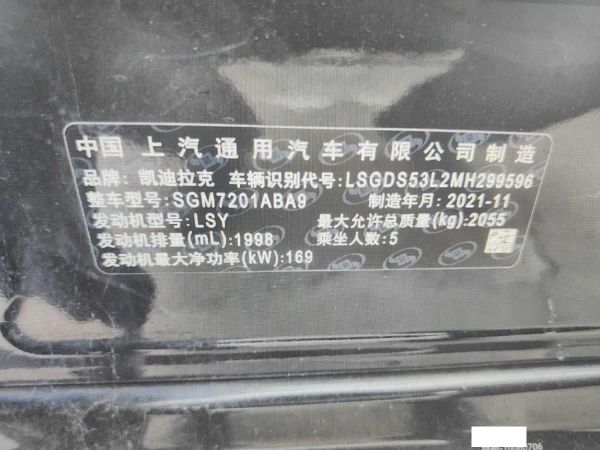 中国上汽通用汽车有限公司制造
品牌: 凯迪拉克 车辆识别代号:LSGDS53L2MH299596
整车型号:SGM7201ABA9 制造年月: 2021-11
发动机型号:LSY 最大允许总质量(kg):2055
发动机排量(mL):1998 乘坐人数:5
发动机最大净功率(kW):169